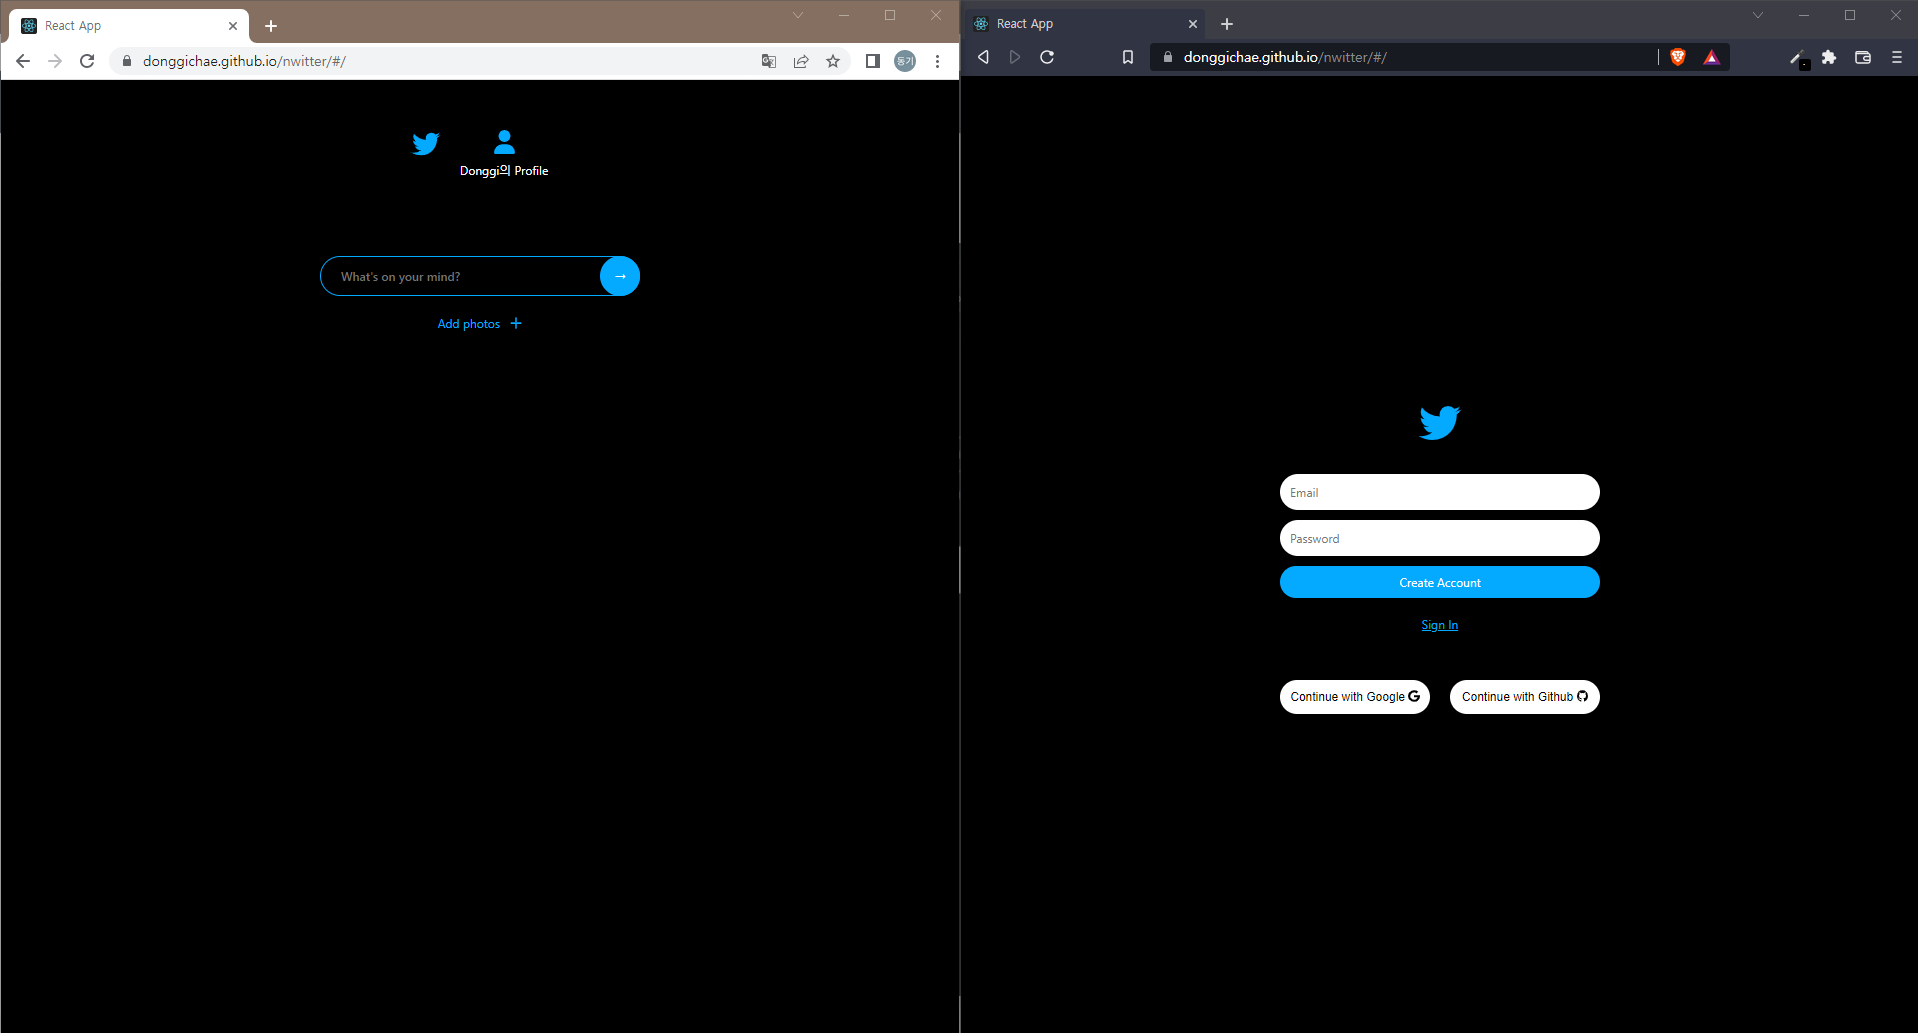 React App
donggichae.github.io/nwitter/#/
동기
Donggi의 Profile
What's on your mind?
→
Add photos +
React App
donggichae.github.io/nwitter/#/
Email
Password
Create Account
Sign In
Continue with Google
Continue with Github